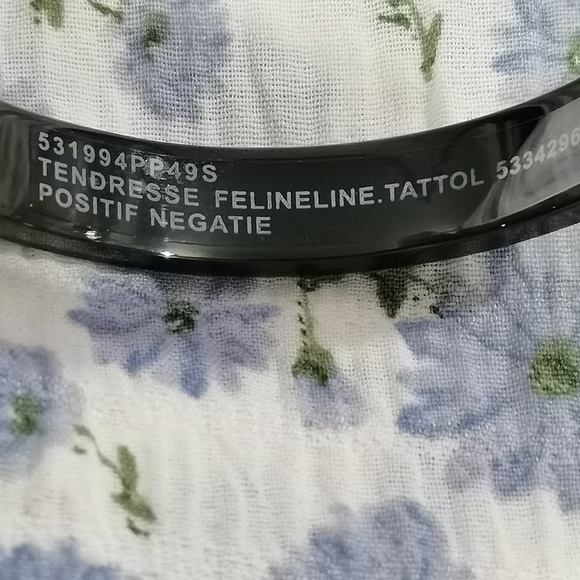 531994PP49S
TENDRESSE FELINELINE.TATTOL 5334296
POSITIF NEGATIE